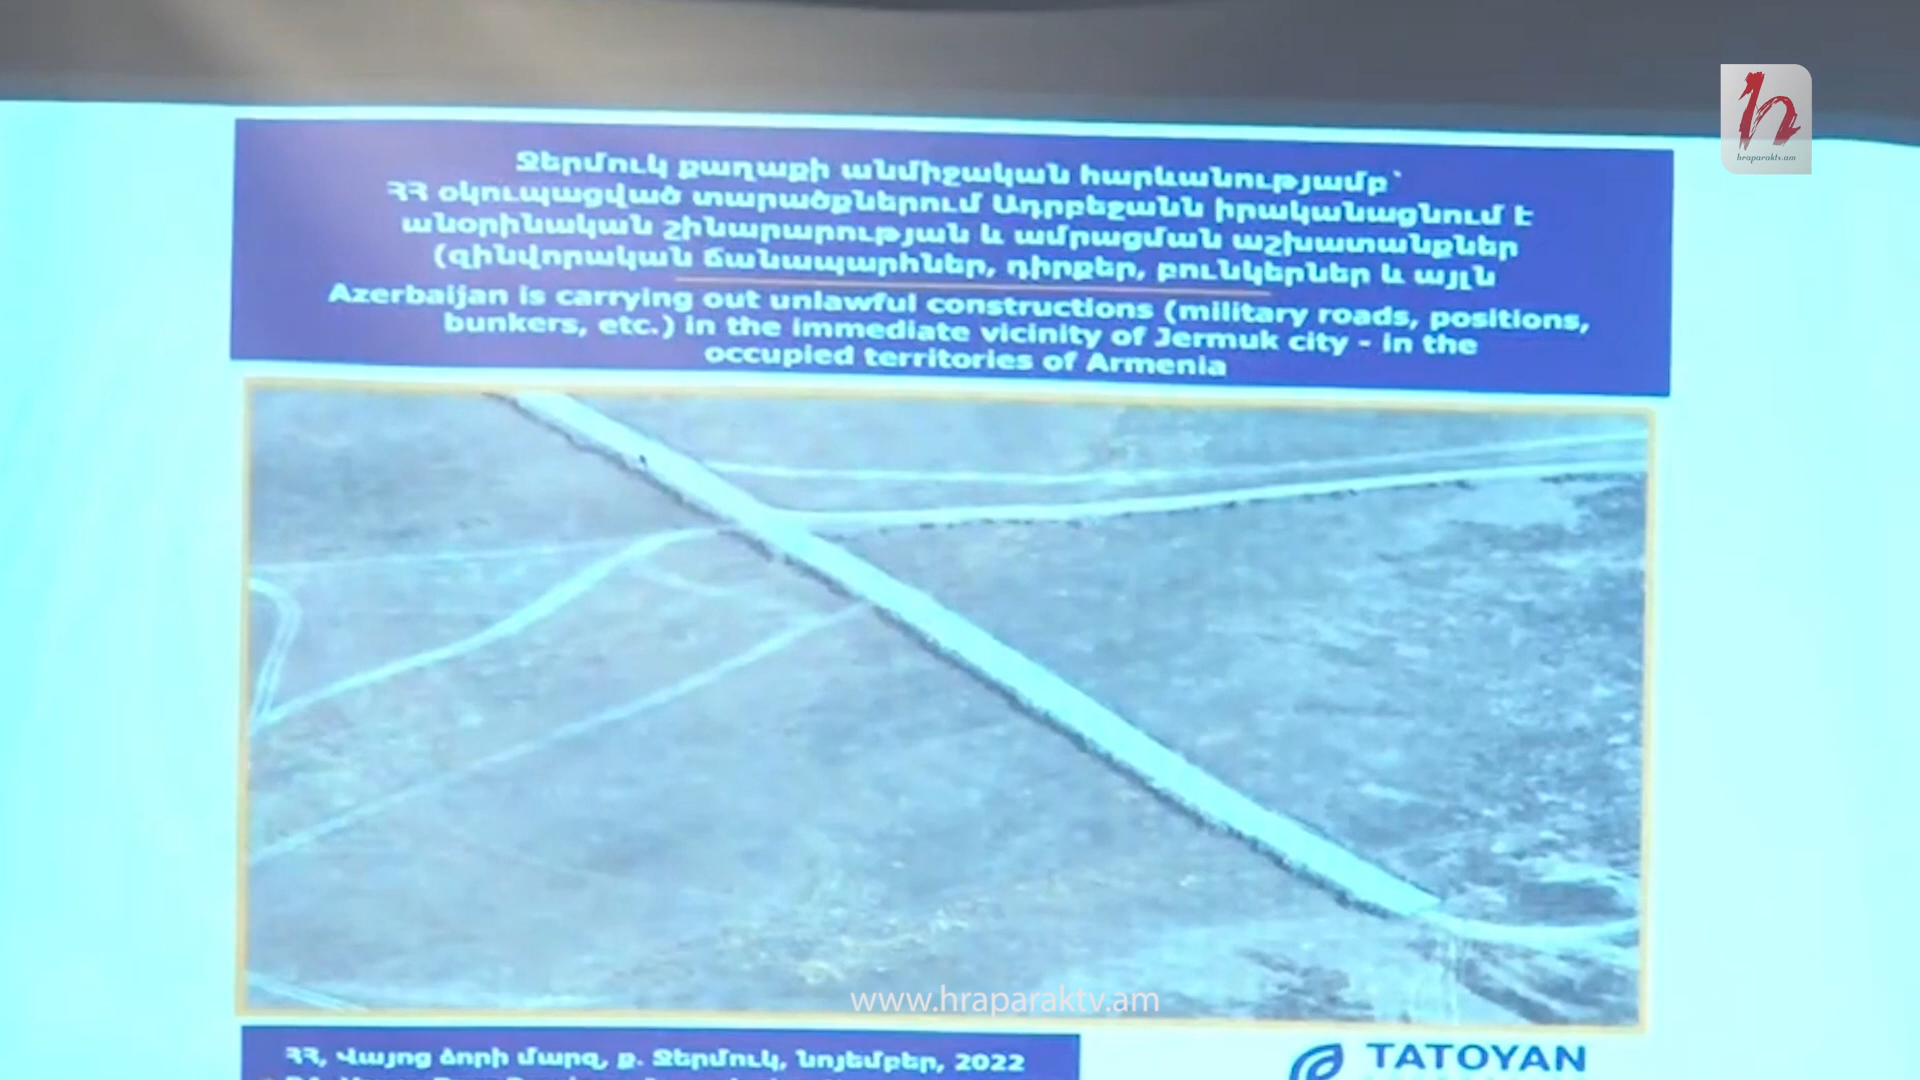 hraparaktv.am
Ջերմուկ քաղաքի անմիջական հարևանությամբ՝
ՀՀ օկուպացված տարածքներում Ադրբեջանն իրականացնում է
անօրինական շինարարության և ամրացման աշխատանքներ
(զինվորական ճանապարհներ, դիրքեր, բունկերներ և այլն
Azerbaijan is carrying out unlawful constructions (military roads, positions,
bunkers, etc.) in the immediate vicinity of Jermuk city - in the
occupied territories of Armenia
www.hraparaktv.am
ՀՀ, Վայոց ձորի մարզ, ք. Ջերմուկ, նոյեմբեր, 2022
TATOYAN